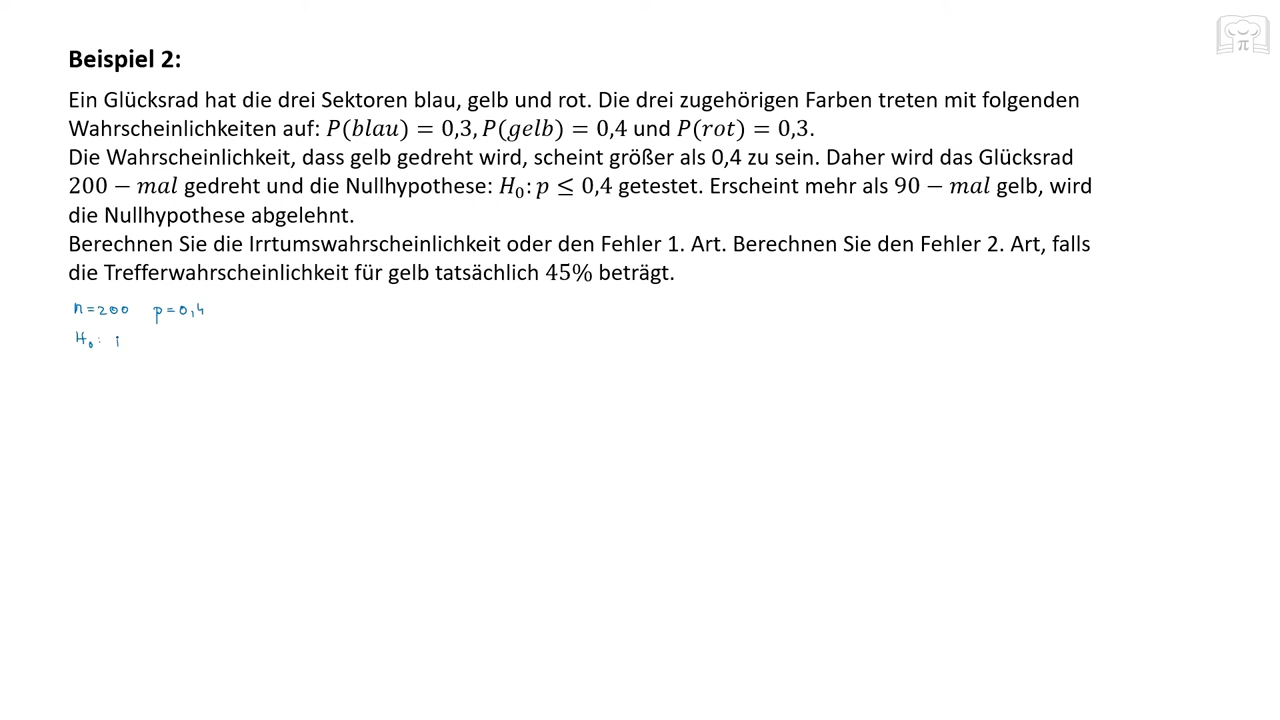 Beispiel 2:
Ein Glücksrad hat die drei Sektoren blau, gelb und rot. Die drei zugehörigen Farben treten mit folgenden
Wahrscheinlichkeiten auf: P(blau) = 0,3, P(gelb) = 0,4 und P(rot) = 0,3.
Die Wahrscheinlichkeit, dass gelb gedreht wird, scheint größer als 0,4 zu sein. Daher wird das Glücksrad
200 − mal gedreht und die Nullhypothese: H₀: p ≤ 0,4 getestet. Erscheint mehr als 90 − mal gelb, wird
die Nullhypothese abgelehnt.
Berechnen Sie die Irrtumswahrscheinlichkeit oder den Fehler 1. Art. Berechnen Sie den Fehler 2. Art, falls
die Trefferwahrscheinlichkeit für gelb tatsächlich 45% beträgt.
n=200 p=0,4
H₀: